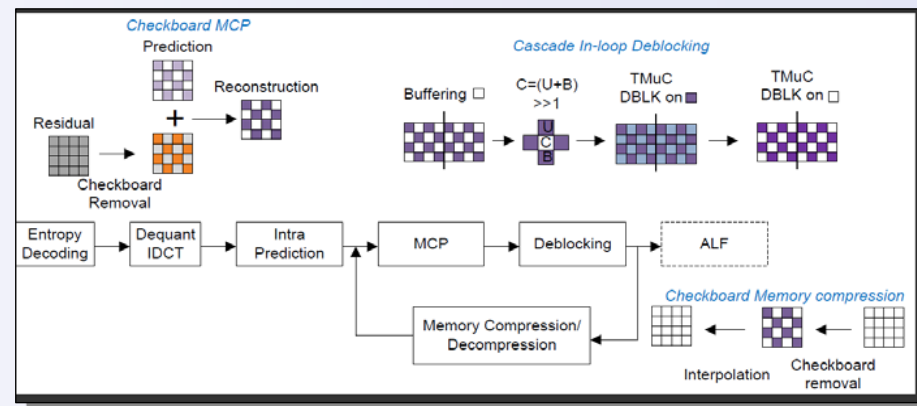 Checkboard MCP
Prediction
Reconstruction
Residual
+
Checkboard
Removal
Cascade In-loop Deblocking
Buffering
C=(U+B)
>>1
U
C
B
TMuC
DBLK on
TMuC
DBLK on
Entropy
Decoding
Dequant
IDCT
Intra
Prediction
MCP
Deblocking
ALF
Memory Compression/
Decompression
Checkboard Memory compression
Interpolation
Checkboard
removal